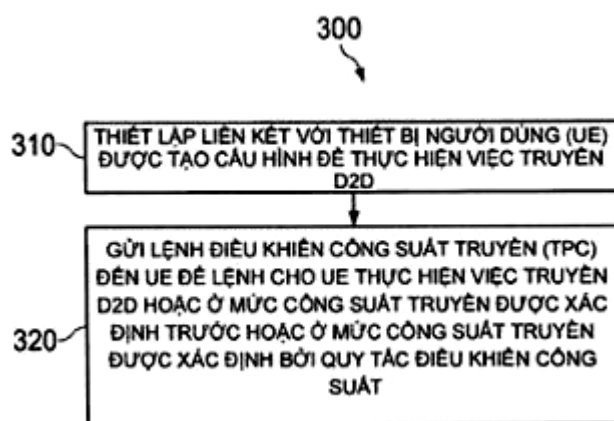 300
310
THIẾT LẬP LIÊN KẾT VỚI THIẾT BỊ NGƯỜI DÙNG (UE)
ĐƯỢC TẠO CẤU HÌNH ĐỂ THỰC HIỆN VIỆC TRUYỀN
D2D
320
GỬI LỆNH ĐIỀU KHIỂN CÔNG SUẤT TRUYỀN (TPC)
ĐẾN UE ĐỂ LỆNH CHO UE THỰC HIỆN VIỆC TRUYỀN
D2D HOẶC Ở MỨC CÔNG SUẤT TRUYỀN ĐƯỢC XÁC
ĐỊNH TRƯỚC HOẶC Ở MỨC CÔNG SUẤT TRUYỀN
ĐƯỢC XÁC ĐỊNH BỞI QUY TẮC ĐIỀU KHIỂN CÔNG
SUẤT